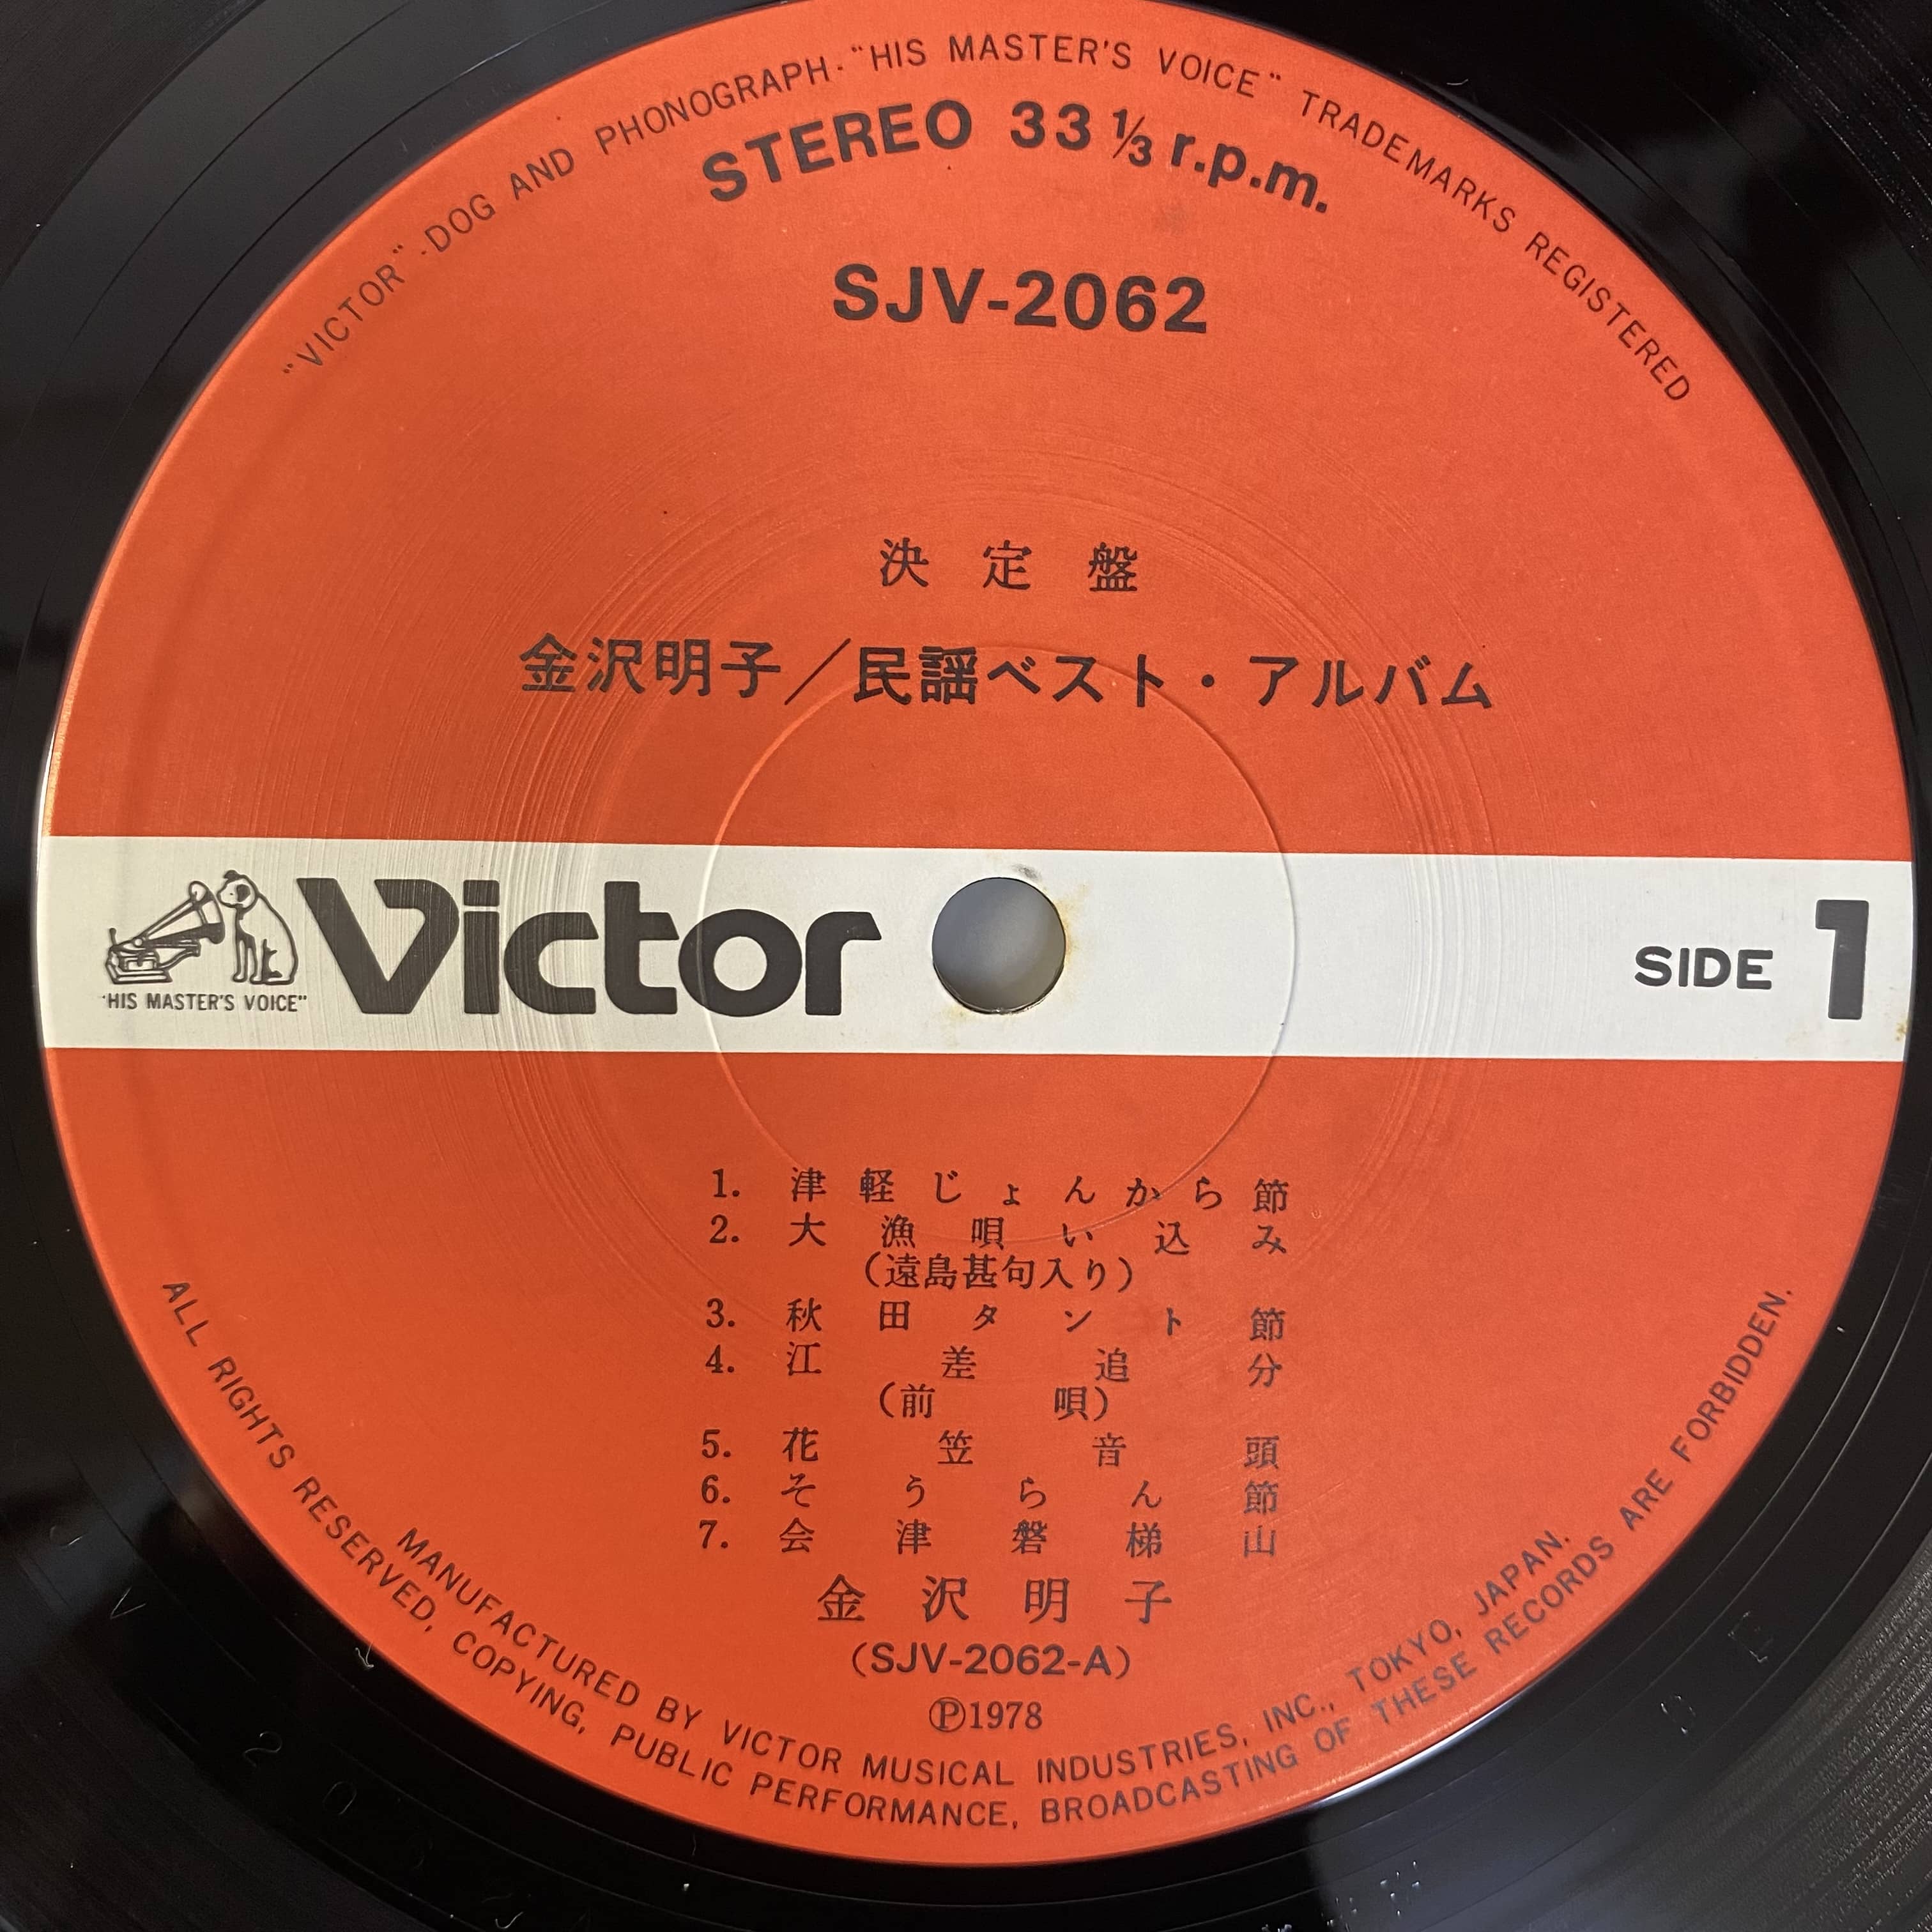 "VICTOR"-DOG AND PHONOGRAPH-"HIS MASTER'S VOICE" TRADEMARKS REGISTERED
STEREO 33⅓ r.p.m.
SJV-2062
決定盤
金沢明子／民謡ベスト・アルバム
"HIS MASTER'S VOICE"
Victor
SIDE 1
1. 津軽じょんから節
2. 大漁唄い込み
(遠島甚句入り)
3. 秋田タント節
4. 江差追分
(前唄)
5. 花笠音頭
6. そうらん節
7. 会津磐梯山
金沢明子
(SJV-2062-A)
Ⓟ1978
MANUFACTURED BY VICTOR MUSICAL INDUSTRIES, INC., TOKYO, JAPAN.
ALL RIGHTS RESERVED, COPYING, PUBLIC PERFORMANCE, BROADCASTING OF THESE RECORDS ARE FORBIDDEN.